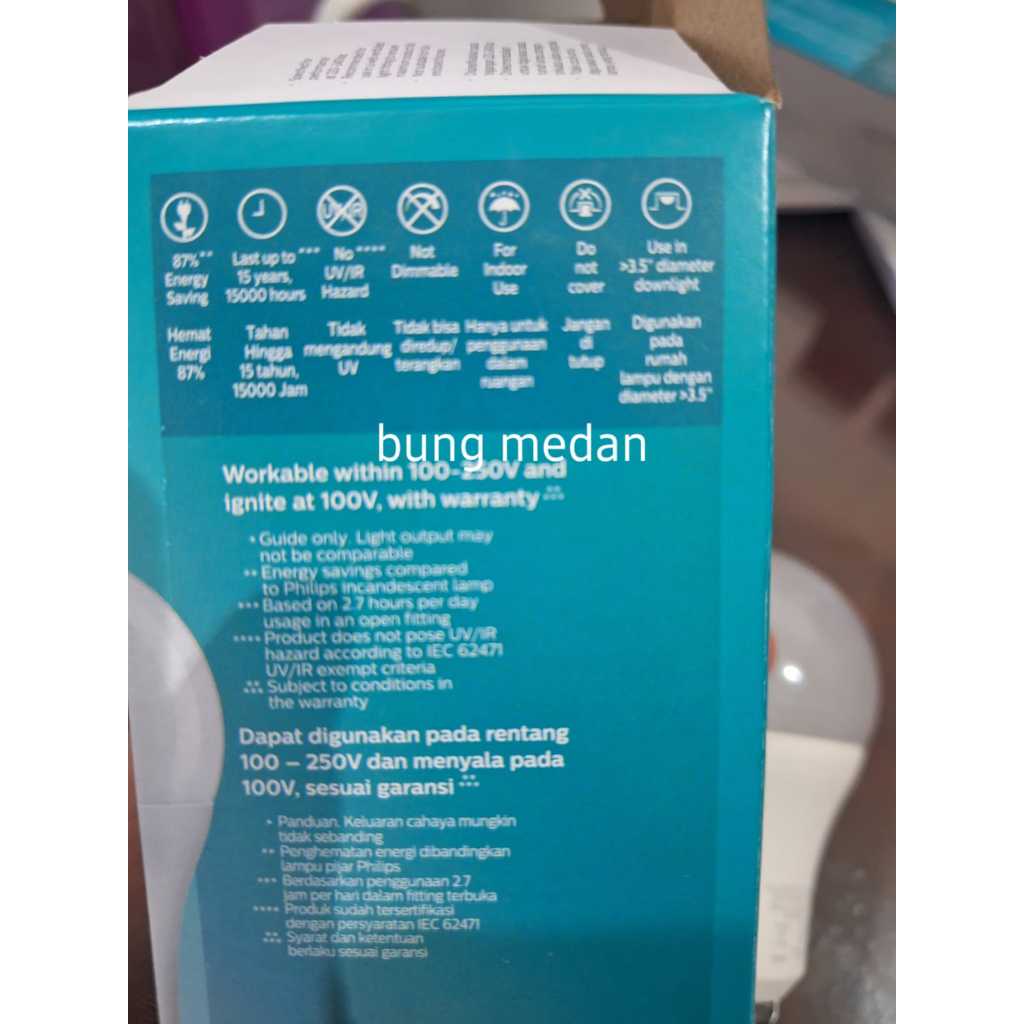 87%**
Energy
Saving
Last up to ***
15 years,
15000 hours
No ****
UV/IR
Hazard
Not
Dimmable
For
Indoor
Use
Do
not
cover
Use in
>3.5" diameter
downlight
Hemat
Energi
87%
Tahan
Hingga
15 tahun,
15000 Jam
Tidak
mengandung
UV
Tidak bisa
diredup/
terangkan
Hanya untuk
penggunaan
dalam
ruangan
Jangan
di
tutup
Digunakan
pada
rumah
lampu dengan
diameter >3.5"
bung medan
Workable within 100-250V and
ignite at 100V, with warranty
* Guide only. Light output may
not be comparable
** Energy savings compared
to Philips incandescent lamp
*** Based on 2.7 hours per day
usage in an open fitting
**** Product does not pose UV/IR
hazard according to IEC 62471
UV/IR exempt criteria
Subject to conditions in
the warranty
Dapat digunakan pada rentang
100 – 250V dan menyala pada
100V, sesuai garansi
* Panduan. Keluaran cahaya mungkin
tidak sebanding
** Penghematan energi dibandingkan
lampu pijar Philips
*** Berdasarkan penggunaan 2.7
jam per hari dalam fitting terbuka
**** Produk sudah tersertifikasi
dengan persyaratan IEC 62471
Syarat dan ketentuan
berlaku sesuai garansi